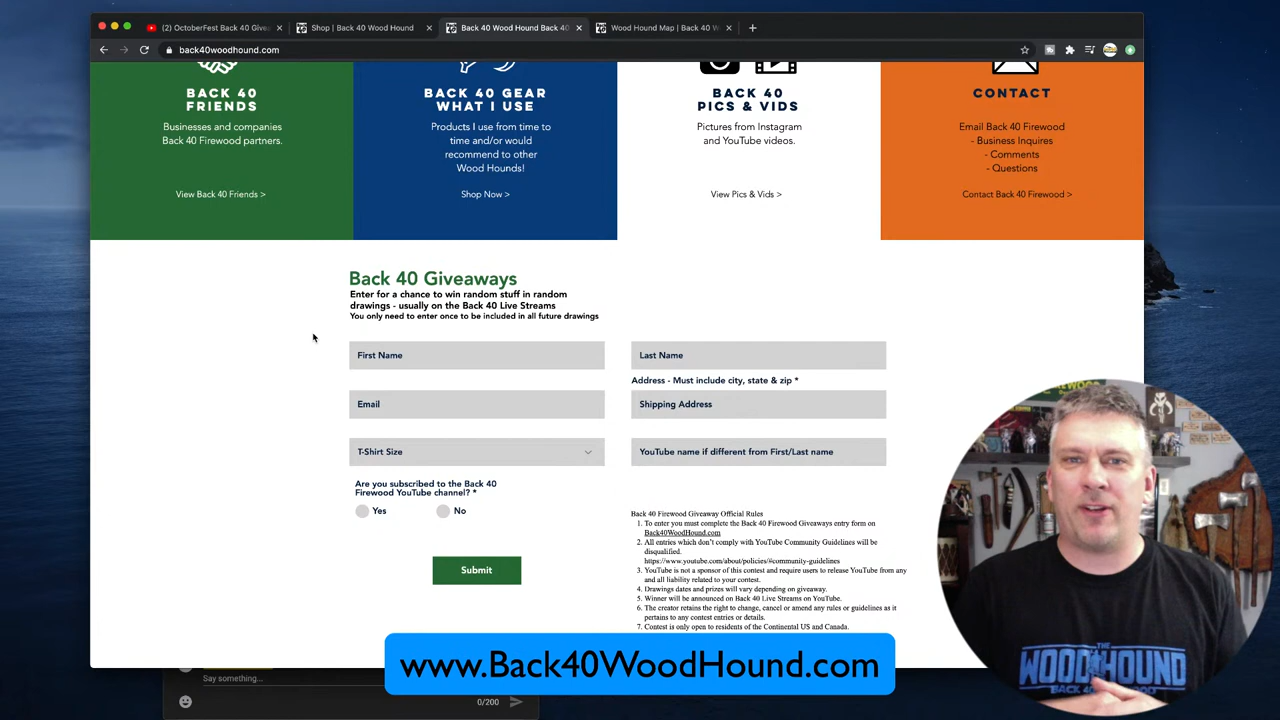 (2) OctoberFest Back 40 Give
Shop | Back 40 Wood Hound
Back 40 Wood Hound Back 40
Wood Hound Map | Back 40 W
back40woodhound.com
BACK 40
FRIENDS
Businesses and companies
Back 40 Firewood partners.
View Back 40 Friends >
BACK 40 GEAR
WHAT I USE
Products I use from time to
time and/or would
recommend to other
Wood Hounds!
Shop Now >
BACK 40
PICS & VIDS
Pictures from Instagram
and YouTube videos.
View Pics & Vids >
CONTACT
Email Back 40 Firewood
- Business Inquires
- Comments
- Questions
Contact Back 40 Firewood >
Back 40 Giveaways
Enter for a chance to win random stuff in random
drawings - usually on the Back 40 Live Streams
You only need to enter once to be included in all future drawings
First Name
Last Name
Address - Must include city, state & zip *
Email
Shipping Address
T-Shirt Size
YouTube name if different from First/Last name
Are you subscribed to the Back 40
Firewood YouTube channel? *
Yes
No
Submit
Back 40 Firewood Giveaway Official Rules
1. To enter you must complete the Back 40 Firewood Giveaways entry form on
Back40WoodHound.com
2. All entries which don't comply with YouTube Community Guidelines will be
disqualified.
https://www.youtube.com/about/policies/#community-guidelines
3. YouTube is not a sponsor of this contest and require users to release YouTube from any
and all liability related to your contest.
4. Drawings dates and prizes will vary depending on giveaway.
5. Winner will be announced on Back 40 Live Streams on YouTube.
6. The creator retains the right to change, cancel or amend any rules or guidelines as it
pertains to any contest entries or details.
7. Contest is only open to residents of the Continental US and Canada.
www.Back40WoodHound.com
Say something...
0/200
THE
WOODHOUND
BACK 40